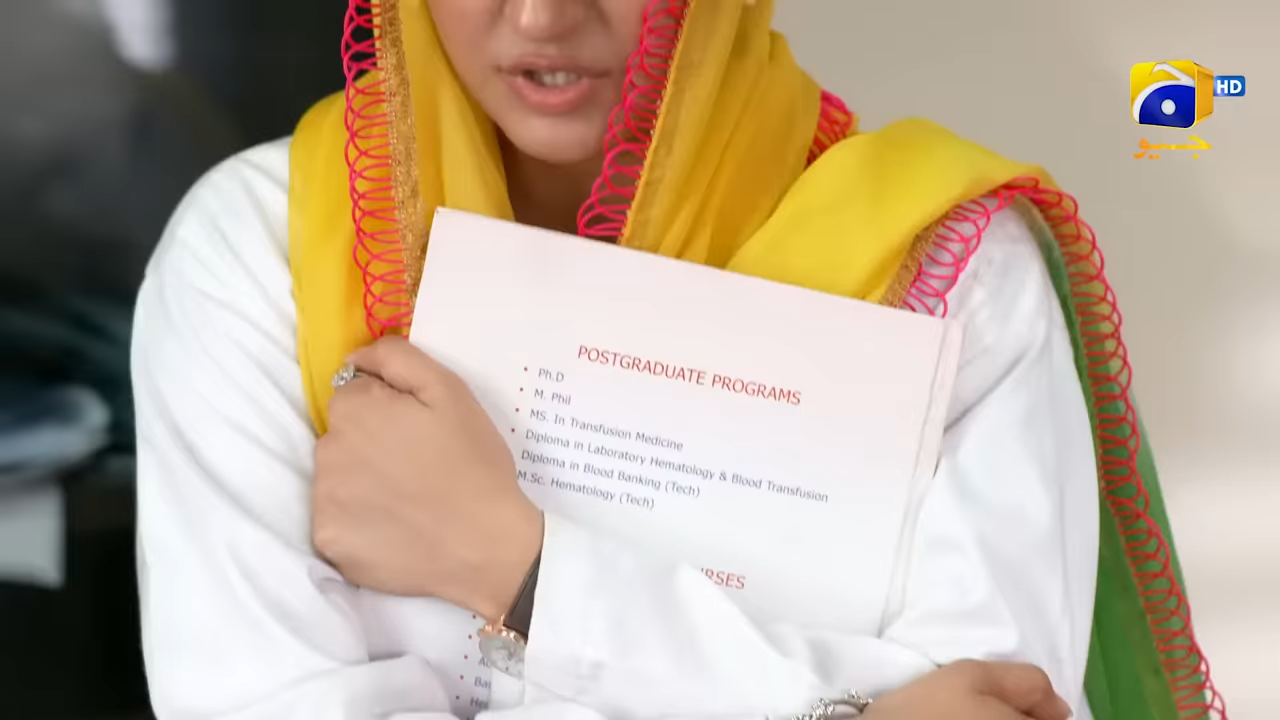 HD
جيو
POSTGRADUATE PROGRAMS
• Ph.D
• M. Phil
• MS. In Transfusion Medicine
• Diploma in Laboratory Hematology & Blood Transfusion
Diploma in Blood Banking (Tech)
M.Sc. Hematology (Tech)